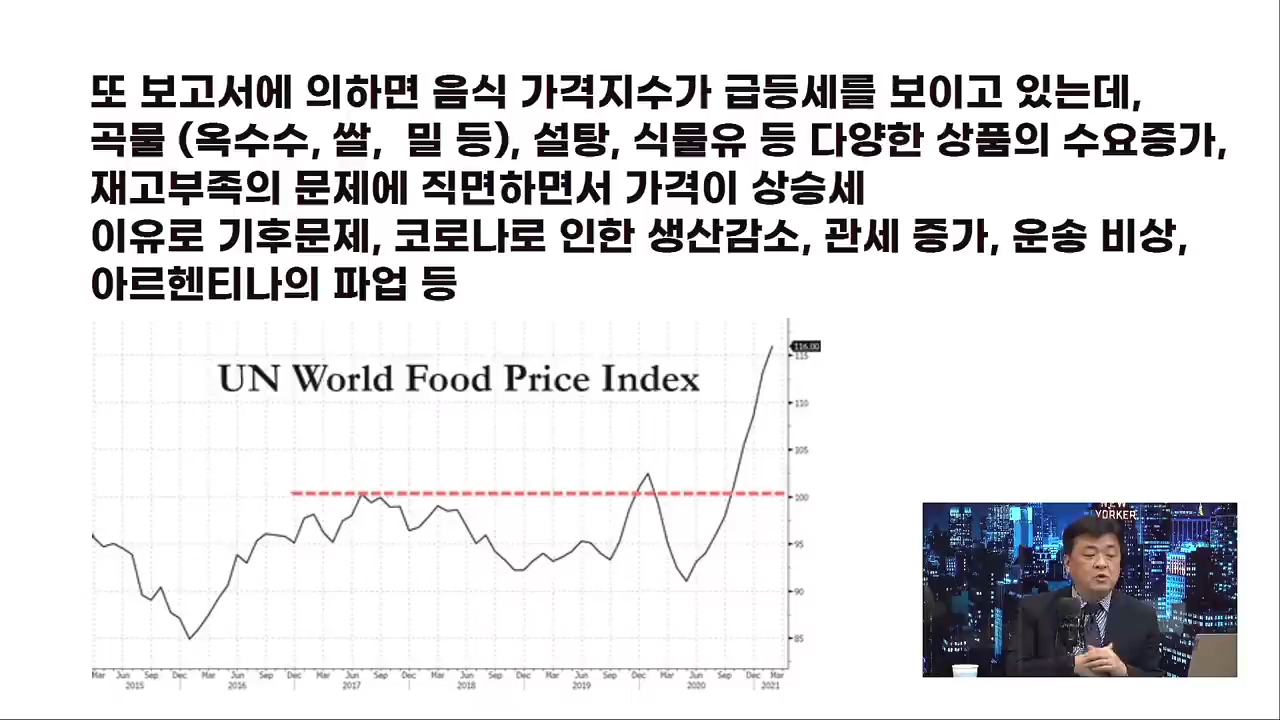 또 보고서에 의하면 음식 가격지수가 급등세를 보이고 있는데,
곡물 (옥수수, 쌀, 밀 등), 설탕, 식물유 등 다양한 상품의 수요증가,
재고부족의 문제에 직면하면서 가격이 상승세
이유로 기후문제, 코로나로 인한 생산감소, 관세 증가, 운송 비상,
아르헨티나의 파업 등
UN World Food Price Index
116.00
115
110
105
100
95
90
85
Mar Jun Sep Dec Mar Jun Sep Dec Mar Jun Sep Dec Mar Jun Sep Dec Mar Jun Sep Dec Mar Jun Sep Dec Mar
2015 2016 2017 2018 2019 2020 2021
NEW
YORKER